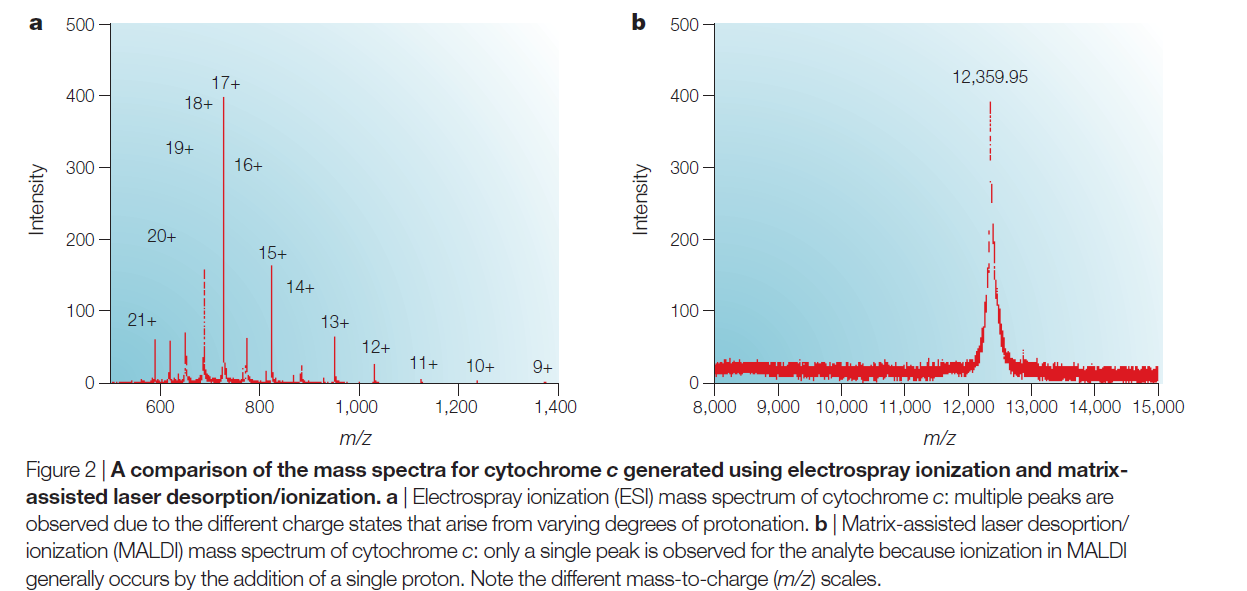 a
500
400
300
200
100
0
Intensity
17+
18+
19+
16+
20+
15+
14+
21+
13+
12+
11+
10+
9+
600 800 1,000 1,200 1,400
m/z
b
500
400
300
200
100
0
Intensity
12,359.95
8,000 9,000 10,000 11,000 12,000 13,000 14,000 15,000
m/z
Figure 2 | A comparison of the mass spectra for cytochrome c generated using electrospray ionization and matrix-
assisted laser desorption/ionization. a | Electrospray ionization (ESI) mass spectrum of cytochrome c: multiple peaks are
observed due to the different charge states that arise from varying degrees of protonation. b | Matrix-assisted laser desoprtion/
ionization (MALDI) mass spectrum of cytochrome c: only a single peak is observed for the analyte because ionization in MALDI
generally occurs by the addition of a single proton. Note the different mass-to-charge (m/z) scales.